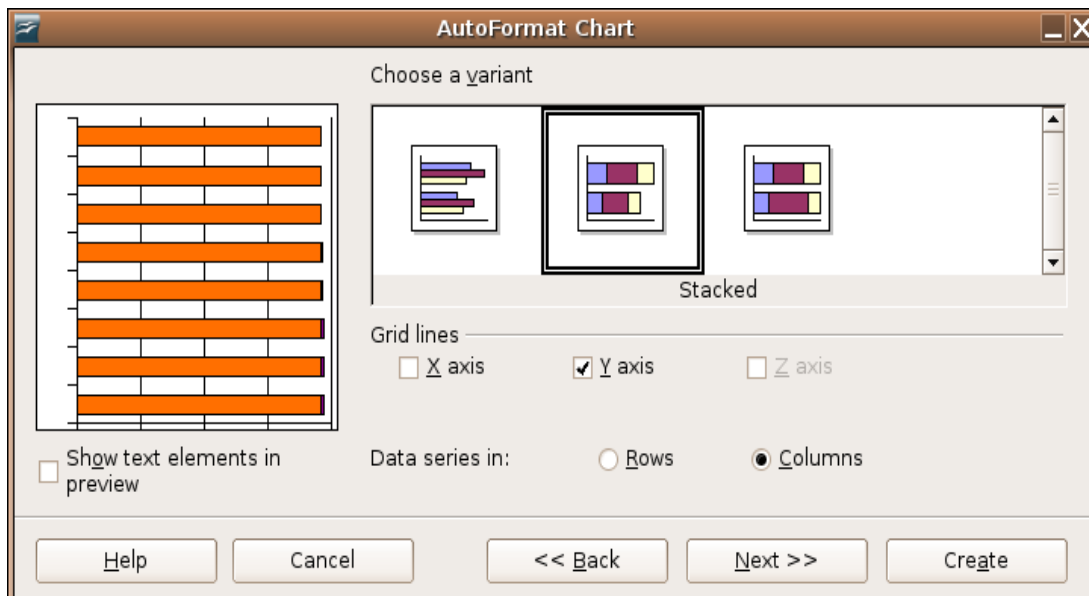 AutoFormat Chart
Choose a variant
Stacked
Grid lines
X axis
Y axis
Z axis
Show text elements in
preview
Data series in:
Rows
Columns
Help
Cancel
<< Back
Next >>
Create